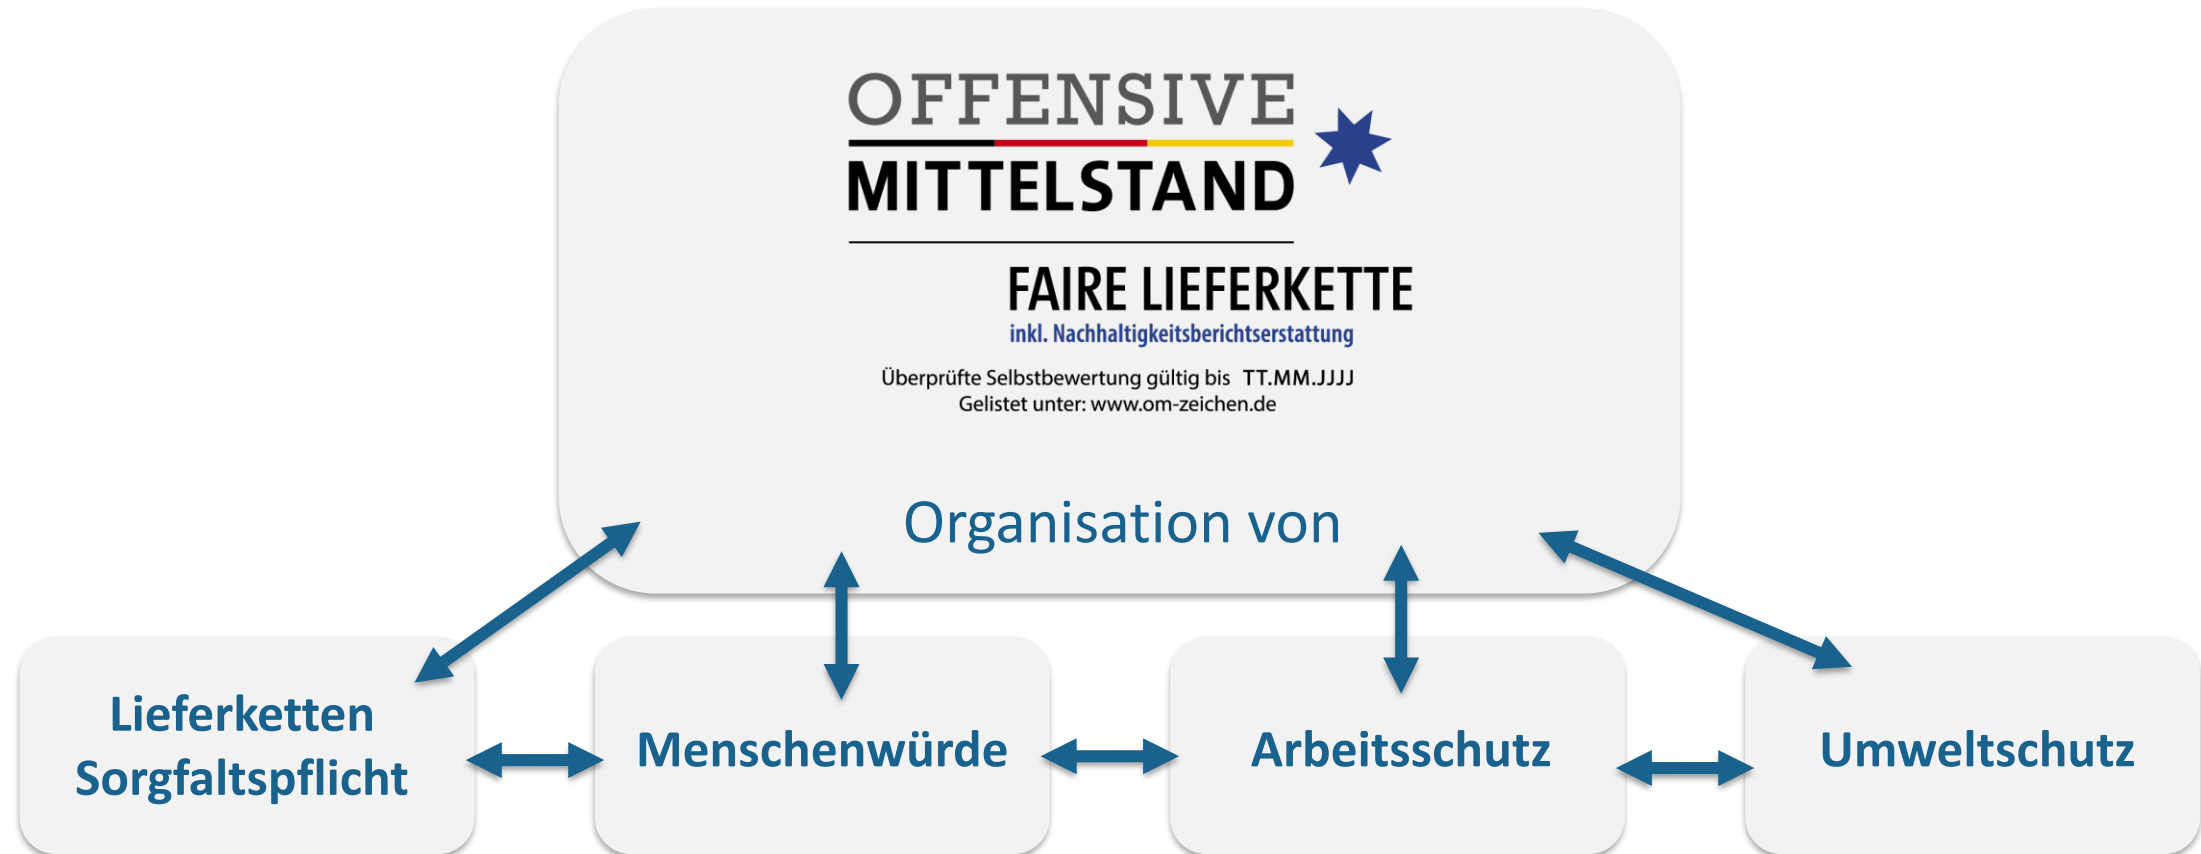 OFFENSIVE
MITTELSTAND
FAIRE LIEFERKETTE
inkl. Nachhaltigkeitsberichtserstattung
Überprüfte Selbstbewertung gültig bis TT.MM.JJJJ
Gelistet unter: www.om-zeichen.de
Organisation von
Lieferketten
Sorgfaltspflicht
Menschenwürde
Arbeitsschutz
Umweltschutz